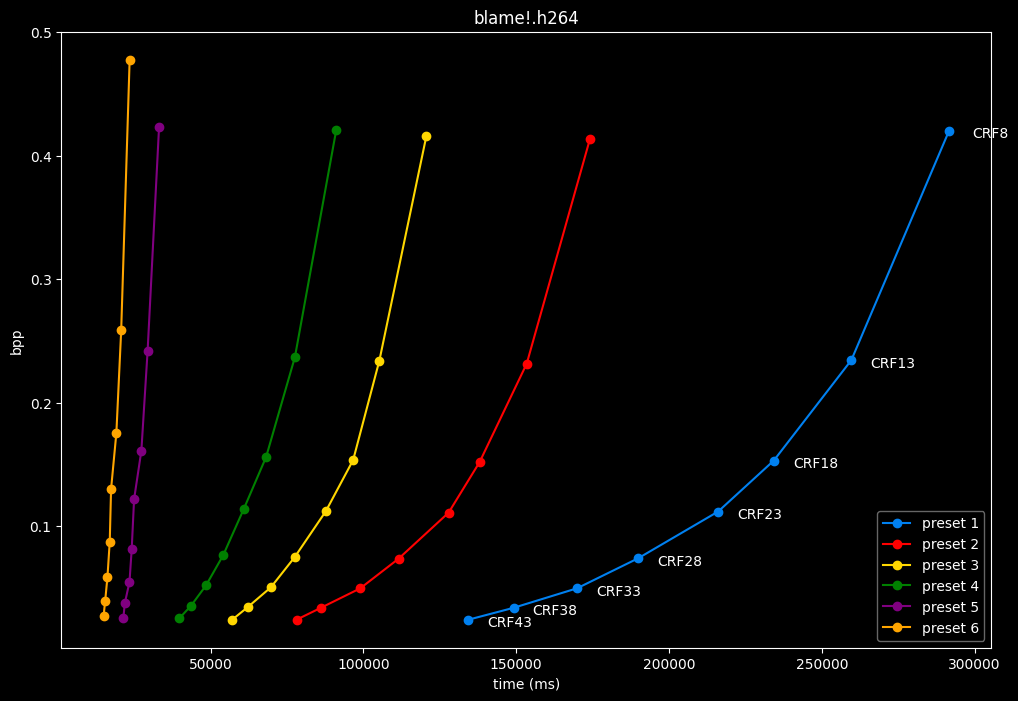 blame!.h264
0.5
0.4
0.3
0.2
0.1
bpp
CRF8
CRF13
CRF18
CRF23
CRF28
CRF33
CRF38
CRF43
preset 1
preset 2
preset 3
preset 4
preset 5
preset 6
50000 100000 150000 200000 250000 300000
time (ms)